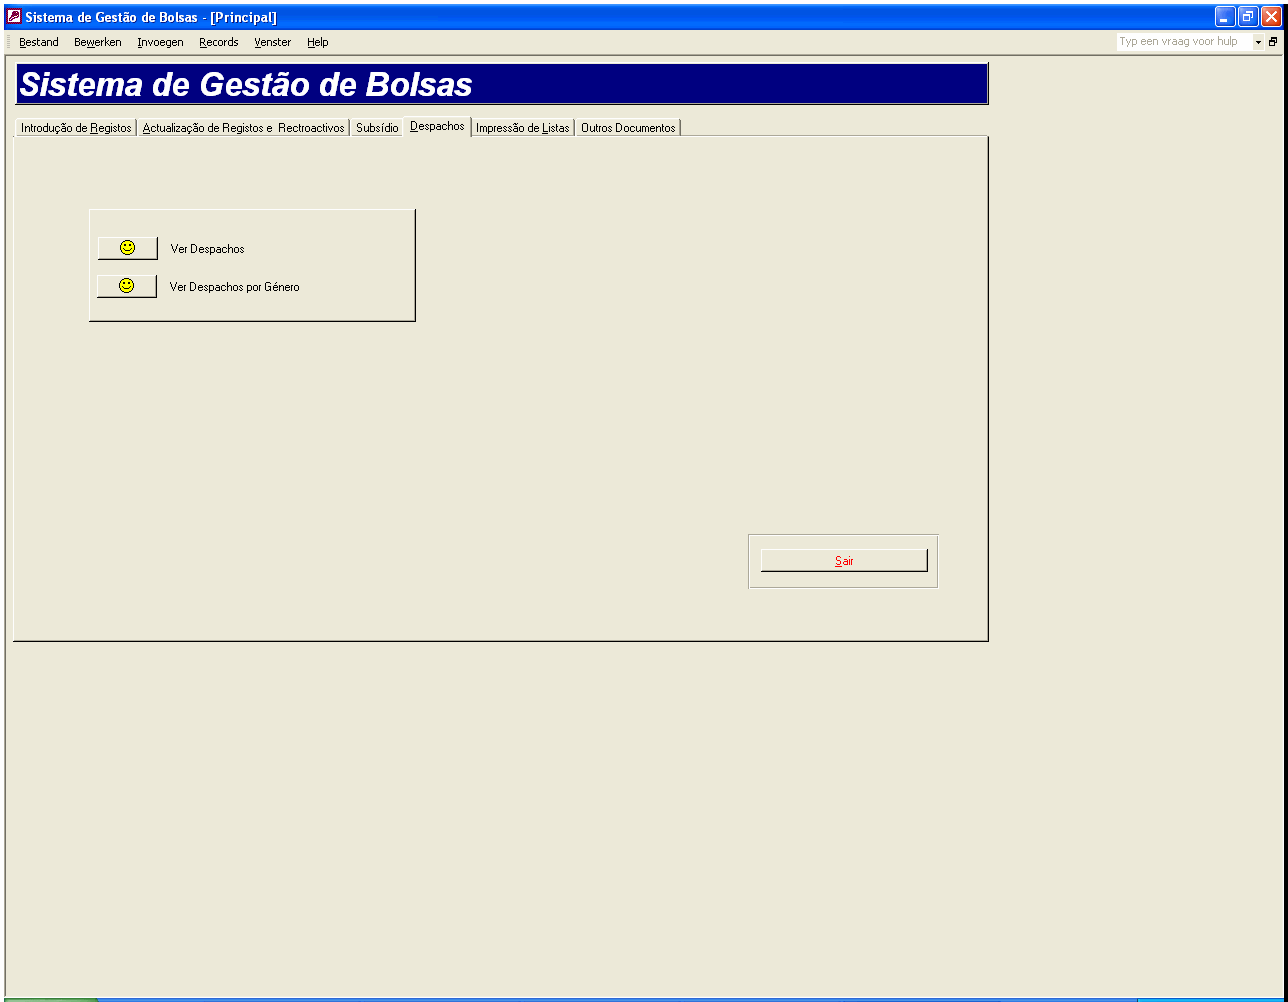 Sistema de Gestão de Bolsas - [Principal]
Bestand Bewerken Invoegen Records Venster Help Typ een vraag voor hulp
Sistema de Gestão de Bolsas
Introdução de Registos Actualização de Registos e Rectroactivos Subsídio Despachos Impressão de Listas Outros Documentos
Ver Despachos
Ver Despachos por Género
Sair